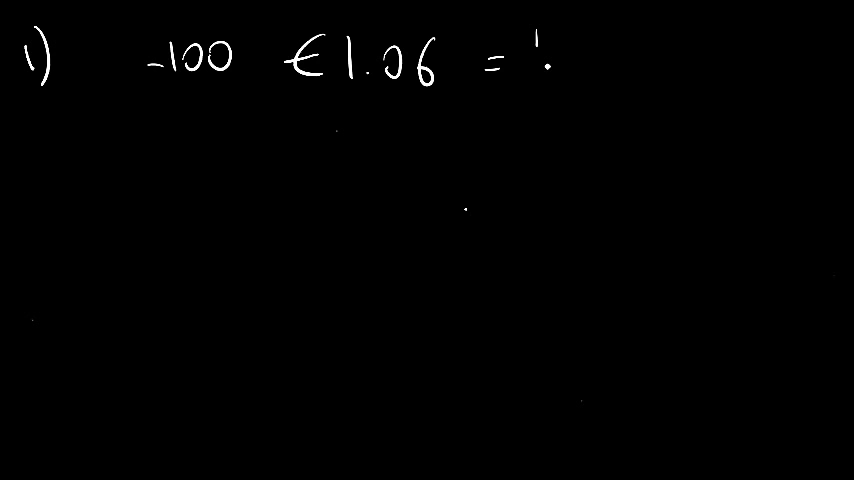 1) -100 €1.06 = !